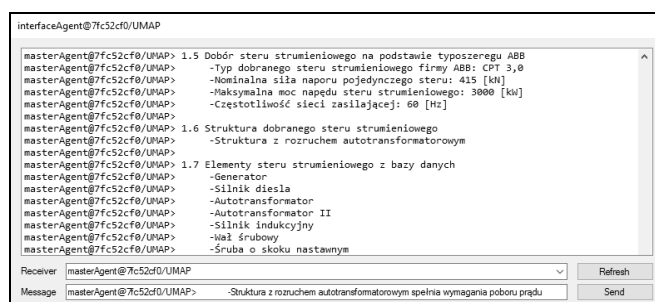 interfaceAgent@7fc52cf0/UMAP
masterAgent@7fc52cf0/UMAP> 1.5 Dobór steru strumieniowego na podstawie typoszeregu ABB
masterAgent@7fc52cf0/UMAP> -Typ dobranego steru strumieniowego firmy ABB: CPT 3,0
masterAgent@7fc52cf0/UMAP> -Nominalna siła naporu pojedynczego steru: 415 [kN]
masterAgent@7fc52cf0/UMAP> -Maksymalna moc napędu steru strumieniowego: 3000 [kW]
masterAgent@7fc52cf0/UMAP> -Częstotliwość sieci zasilającej: 60 [Hz]
masterAgent@7fc52cf0/UMAP>
masterAgent@7fc52cf0/UMAP> 1.6 Struktura dobranego steru strumieniowego
masterAgent@7fc52cf0/UMAP> -Struktura z rozruchem autotransformatorowym
masterAgent@7fc52cf0/UMAP>
masterAgent@7fc52cf0/UMAP> 1.7 Elementy steru strumieniowego z bazy danych
masterAgent@7fc52cf0/UMAP> -Generator
masterAgent@7fc52cf0/UMAP> -Silnik diesla
masterAgent@7fc52cf0/UMAP> -Autotransformator
masterAgent@7fc52cf0/UMAP> -Autotransformator II
masterAgent@7fc52cf0/UMAP> -Silnik indukcyjny
masterAgent@7fc52cf0/UMAP> -Wał śrubowy
masterAgent@7fc52cf0/UMAP> -Śruba o skoku nastawnym
Receiver masterAgent@7fc52cf0/UMAP Refresh
Message masterAgent@7fc52cf0/UMAP> -Struktura z rozruchem autotransformatorowym spełnia wymagania poboru prądu Send